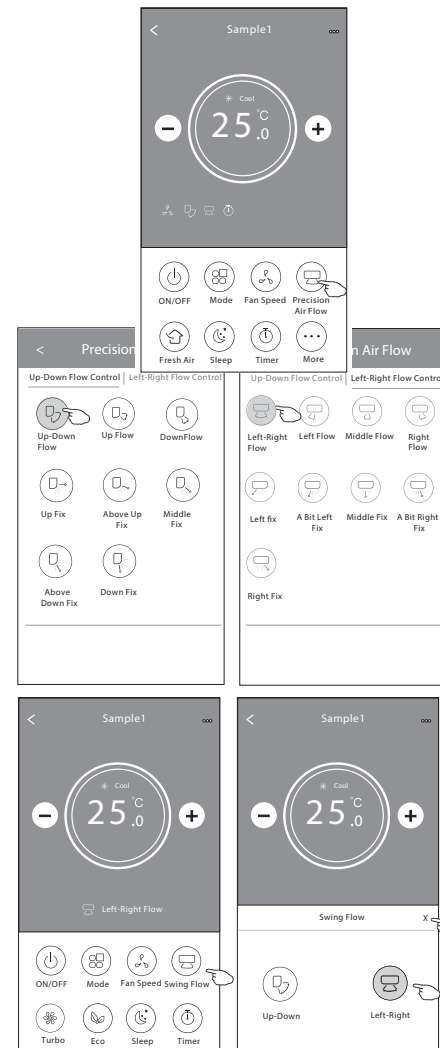 Sample1
Cool
25.0 °C
ON/OFF Mode Fan Speed Precision Air Flow
Fresh Air Sleep Timer More
Precision
Up-Down Flow Control Left-Right Flow Control
Up-Down Flow
Up Flow
DownFlow
Up Fix
Above Up Fix
Middle Fix
Above Down Fix
Down Fix
n Air Flow
Up-Down Flow Control Left-Right Flow Contro
Left-Right Flow
Left Flow
Middle Flow
Right Flow
Left fix
A Bit Left Fix
Middle Fix
A Bit Right Fix
Right Fix
Sample1
Cool
25.0 °C
Left-Right Flow
ON/OFF Mode Fan Speed Swing Flow
Turbo Eco Sleep Timer
Sample1
Cool
25.0 °C
Swing Flow X
Up-Down Left-Right